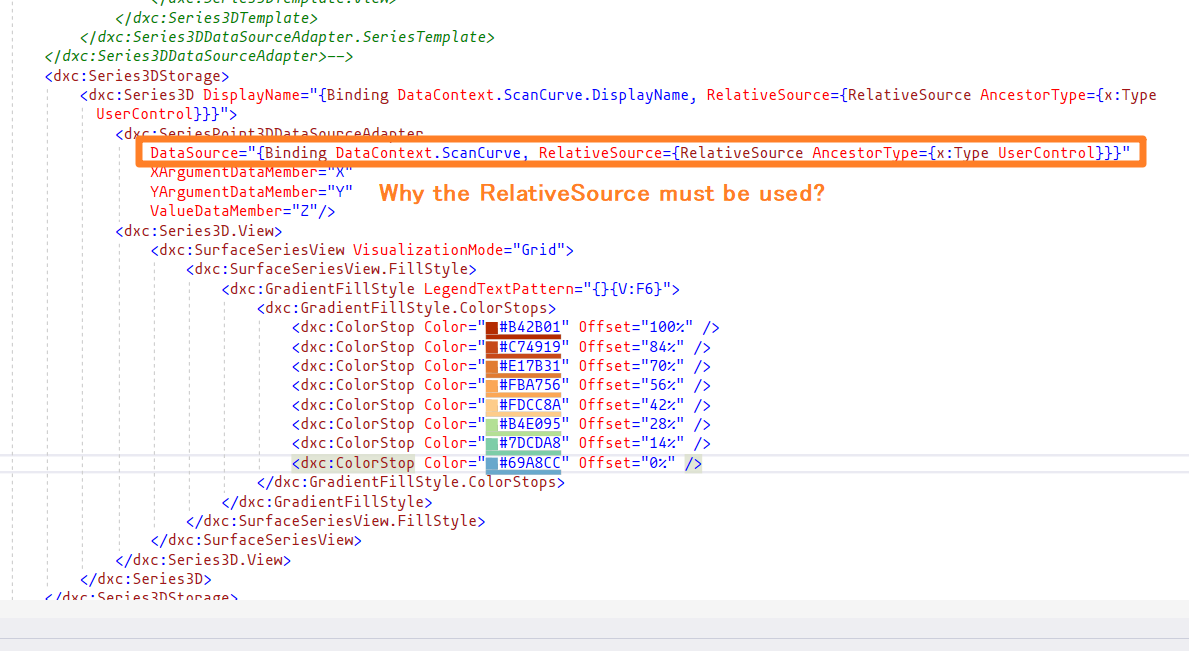 </dxc:Series3DTemplate.View>
</dxc:Series3DTemplate>
</dxc:Series3DDataSourceAdapter.SeriesTemplate>
</dxc:Series3DDataSourceAdapter>-->
<dxc:Series3DStorage>
<dxc:Series3D DisplayName="{Binding DataContext.ScanCurve.DisplayName, RelativeSource={RelativeSource AncestorType={x:Type
UserControl}}}">
<dxc:SeriesPoint3DDataSourceAdapter
DataSource="{Binding DataContext.ScanCurve, RelativeSource={RelativeSource AncestorType={x:Type UserControl}}}"
XArgumentDataMember="X"
YArgumentDataMember="Y"
Why the RelativeSource must be used?
ValueDataMember="Z"/>
<dxc:Series3D.View>
<dxc:SurfaceSeriesView VisualizationMode="Grid">
<dxc:SurfaceSeriesView.FillStyle>
<dxc:GradientFillStyle LegendTextPattern="{}{V:F6}">
<dxc:GradientFillStyle.ColorStops>
<dxc:ColorStop Color="#B42B01" Offset="100%" />
<dxc:ColorStop Color="#C74919" Offset="84%" />
<dxc:ColorStop Color="#E17B31" Offset="70%" />
<dxc:ColorStop Color="#FBA756" Offset="56%" />
<dxc:ColorStop Color="#FDCC8A" Offset="42%" />
<dxc:ColorStop Color="#B4E095" Offset="28%" />
<dxc:ColorStop Color="#7DCDA8" Offset="14%" />
<dxc:ColorStop Color="#69A8CC" Offset="0%" />
</dxc:GradientFillStyle.ColorStops>
</dxc:GradientFillStyle>
</dxc:SurfaceSeriesView.FillStyle>
</dxc:SurfaceSeriesView>
</dxc:Series3D.View>
</dxc:Series3D>
</dxc:Series3DStorage>